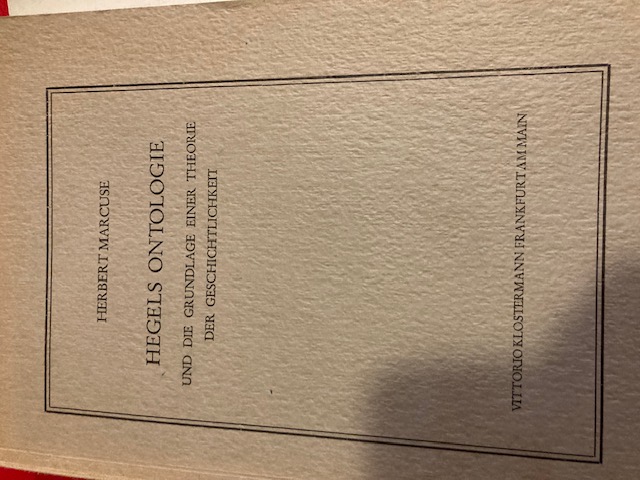 HERBERT MARCUSE
HEGELS ONTOLOGIE
UND DIE GRUNDLAGE EINER THEORIE
DER GESCHICHTLICHKEIT
VITTORIO KLOSTERMANN FRANKFURT AM MAIN